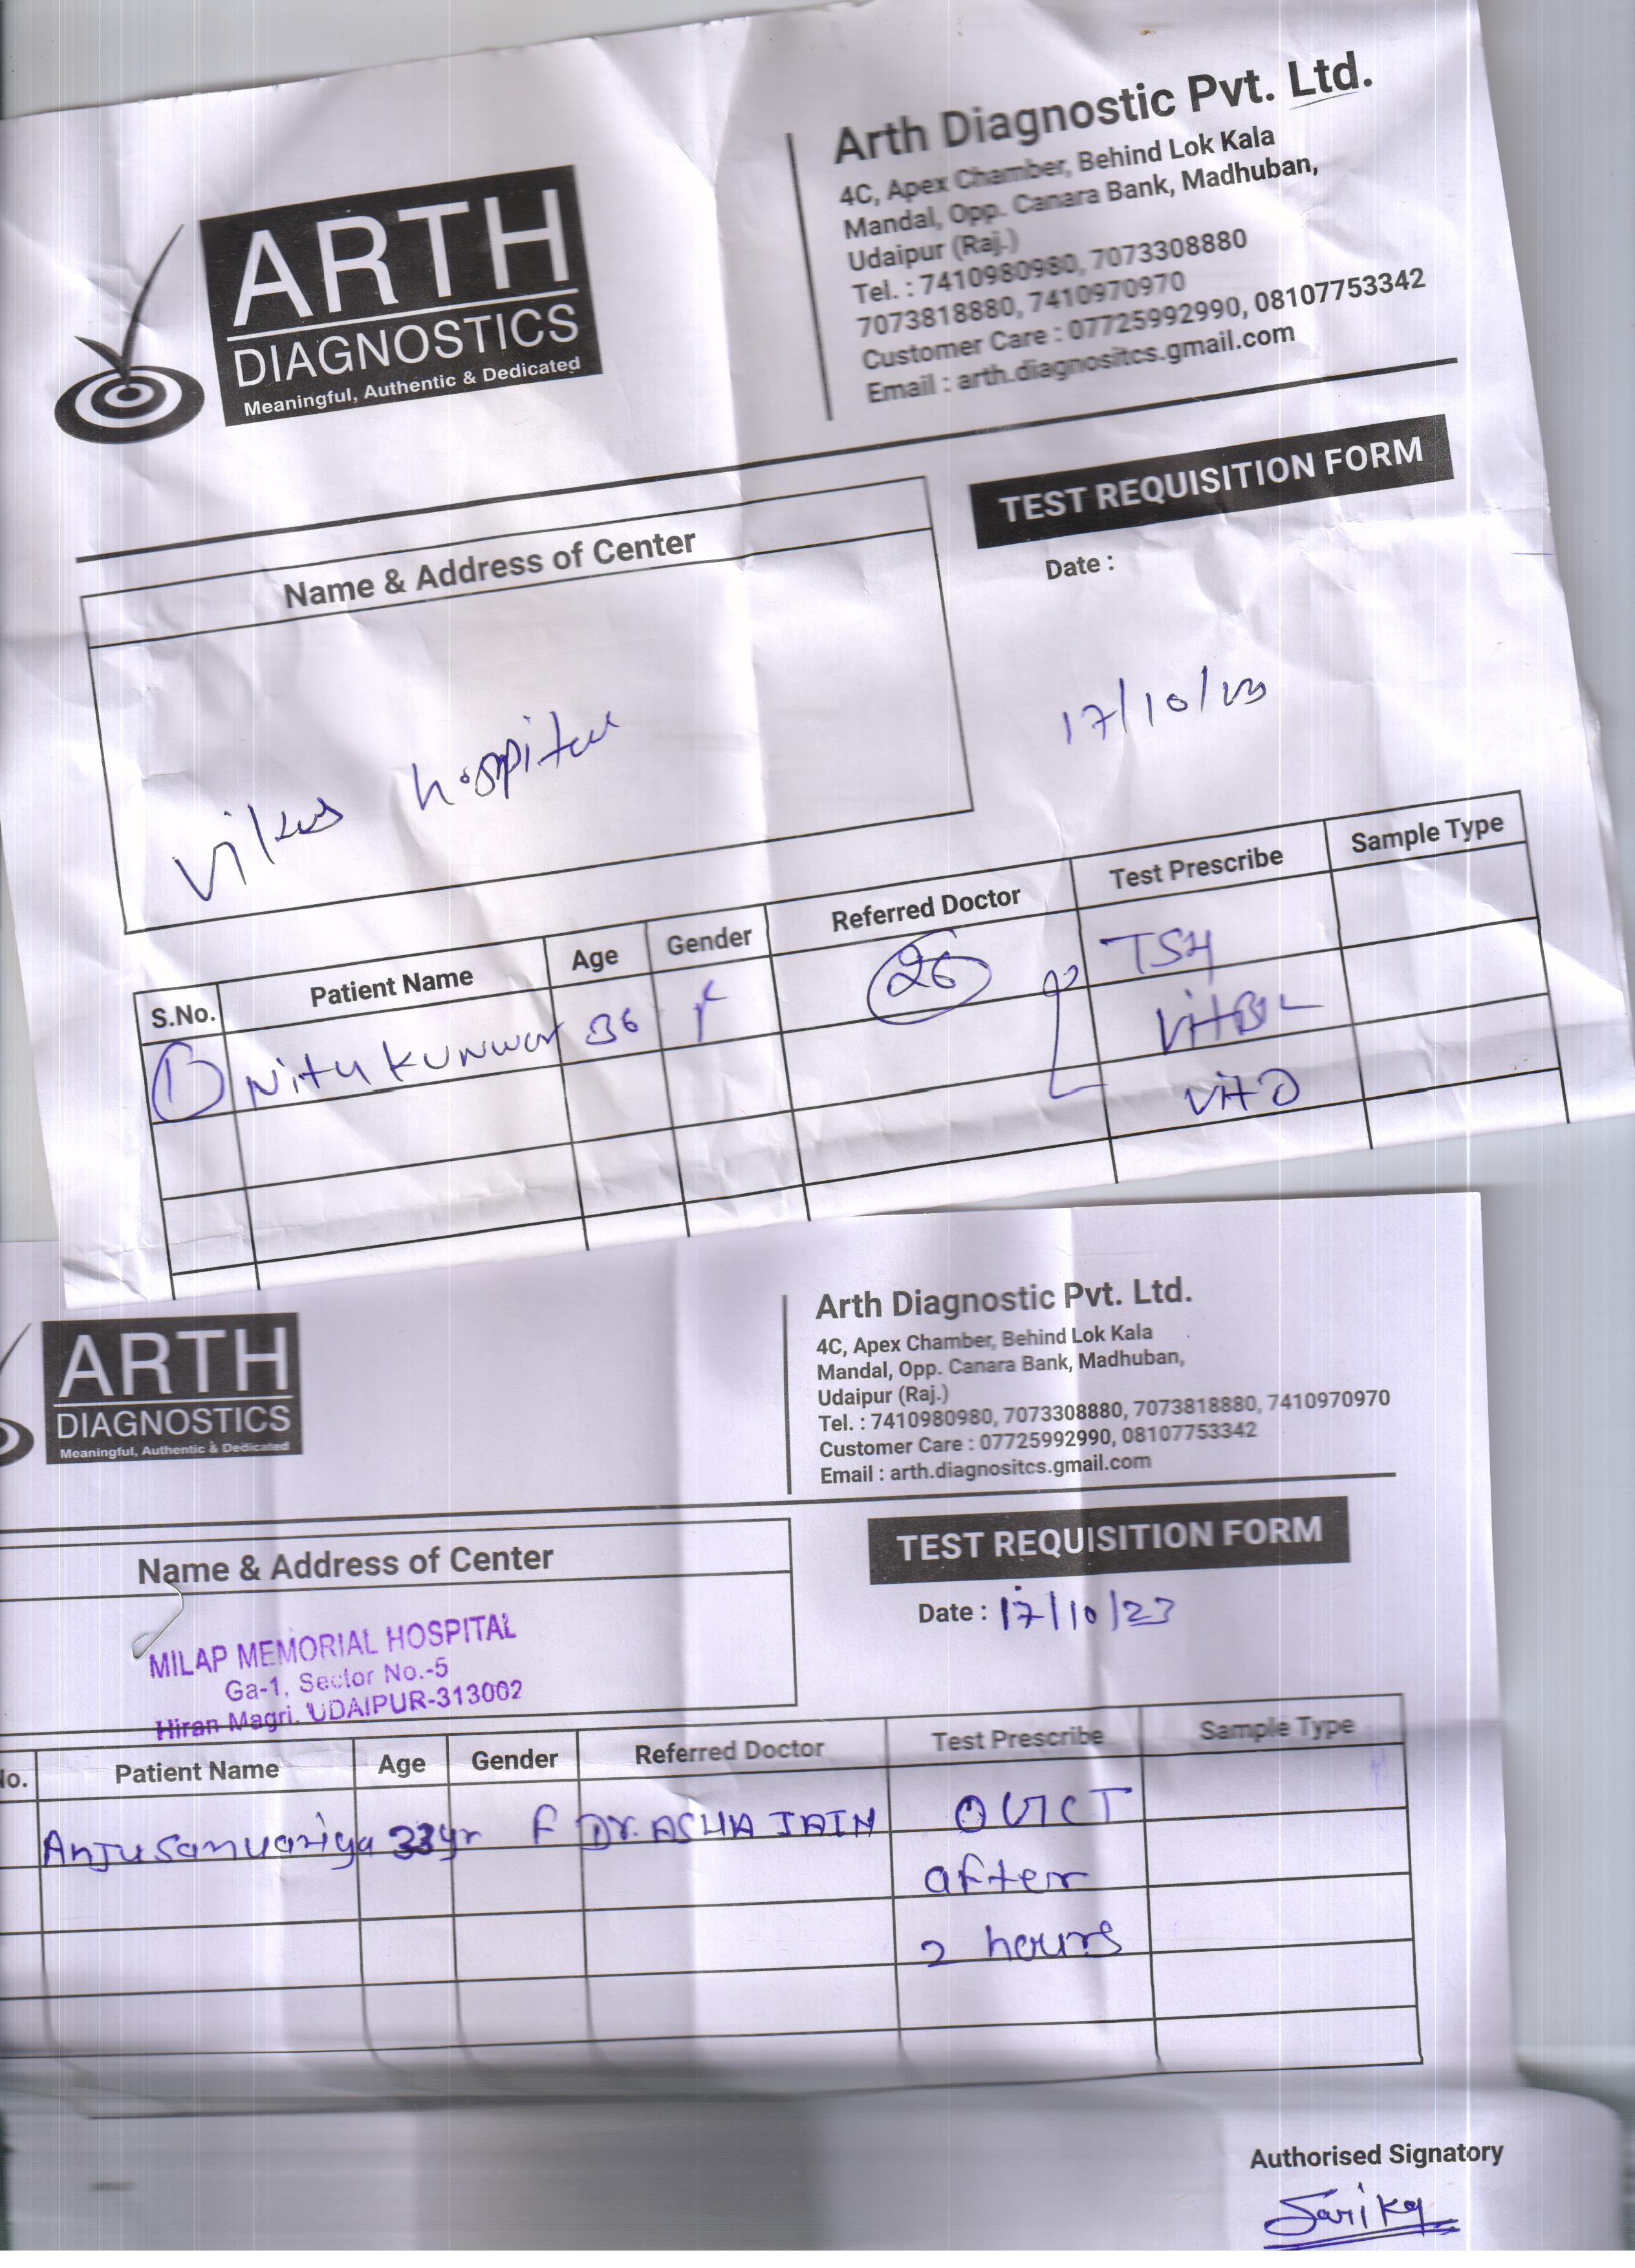 ARTH
DIAGNOSTICS
Meaningful, Authentic & Dedicated
Arth Diagnostic Pvt. Ltd.
4C, Apex Chamber, Behind Lok Kala
Mandal, Opp. Canara Bank, Madhuban,
Udaipur (Raj.)
Tel. : 7410980980, 7073308880
7073818880, 7410970970
Customer Care : 07725992990, 08107753342
Email : arth.diagnositcs.gmail.com
TEST REQUISITION FORM
Name & Address of Center
Date :
17/10/23
Vikas hospital
S.No. Patient Name Age Gender Referred Doctor Test Prescribe Sample Type
1 Nitu Kunwar 36 F 26 TSH
Vit B12
Vit D
ARTH
DIAGNOSTICS
Meaningful, Authentic & Dedicated
Arth Diagnostic Pvt. Ltd.
4C, Apex Chamber, Behind Lok Kala
Mandal, Opp. Canara Bank, Madhuban,
Udaipur (Raj.)
Tel. : 7410980980, 7073308880, 7073818880, 7410970970
Customer Care : 07725992990, 08107753342
Email : arth.diagnositcs.gmail.com
TEST REQUISITION FORM
Name & Address of Center
Date : 17/10/23
MILAP MEMORIAL HOSPITAL
Ga-1, Sector No.-5
Hiran Magri, UDAIPUR-313002
No. Patient Name Age Gender Referred Doctor Test Prescribe Sample Type
Anju Sanvariya 33yr F Dr. ASHA JAIN
after
2 hours
Authorised Signatory
Sarika